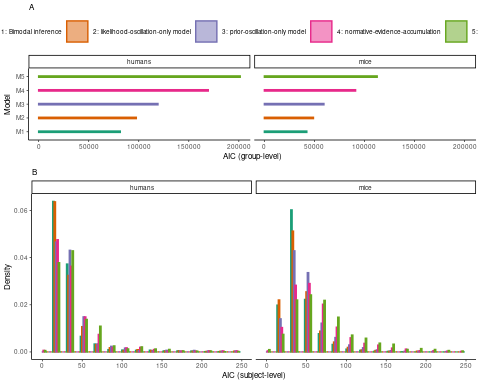 A
1: Bimodal inference 2: likelihood-oscillation-only model 3: prior-oscillation-only model 4: normative-evidence-accumulation 5:
humans mice
Model
M5
M4
M3
M2
M1
0 50000 100000 150000 200000 0 50000 100000 150000 200000
AIC (group-level)
B
humans mice
Density
0.06
0.04
0.02
0.00
0 50 100 150 200 250 0 50 100 150 200 250
AIC (subject-level)